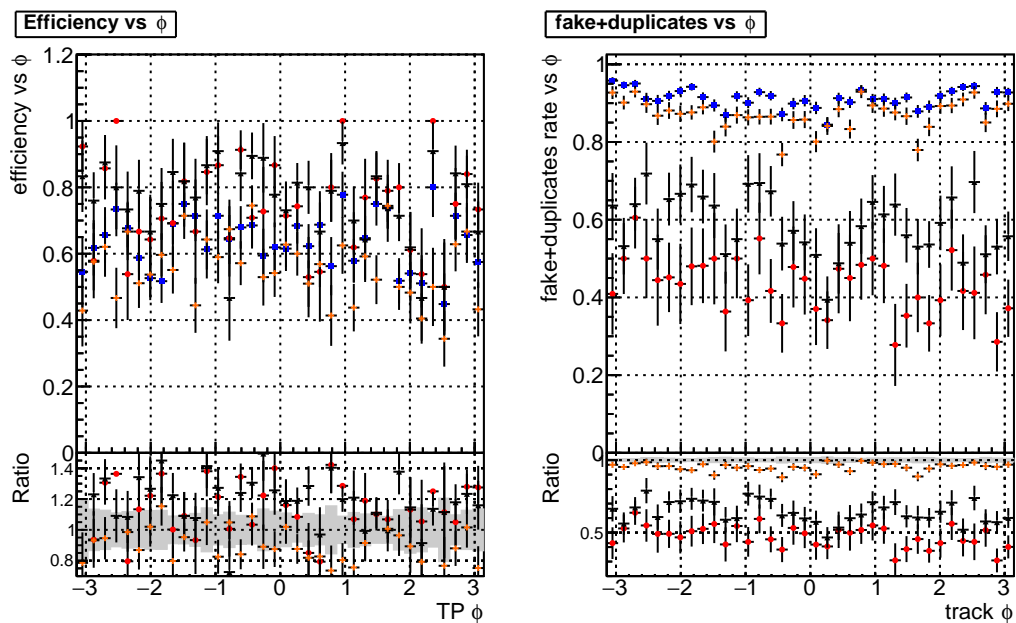 Efficiency vs ϕ
efficiency vs ϕ
1.2
1
0.8
0.6
0.4
0.2
0
Ratio
1.4
1.2
1
0.8
−3 −2 −1 0 1 2 3
TP ϕ
fake+duplicates vs ϕ
fake+duplicates rate vs ϕ
1
0.8
0.6
0.4
0.2
0
Ratio
0.5
−3 −2 −1 0 1 2 3
track ϕ